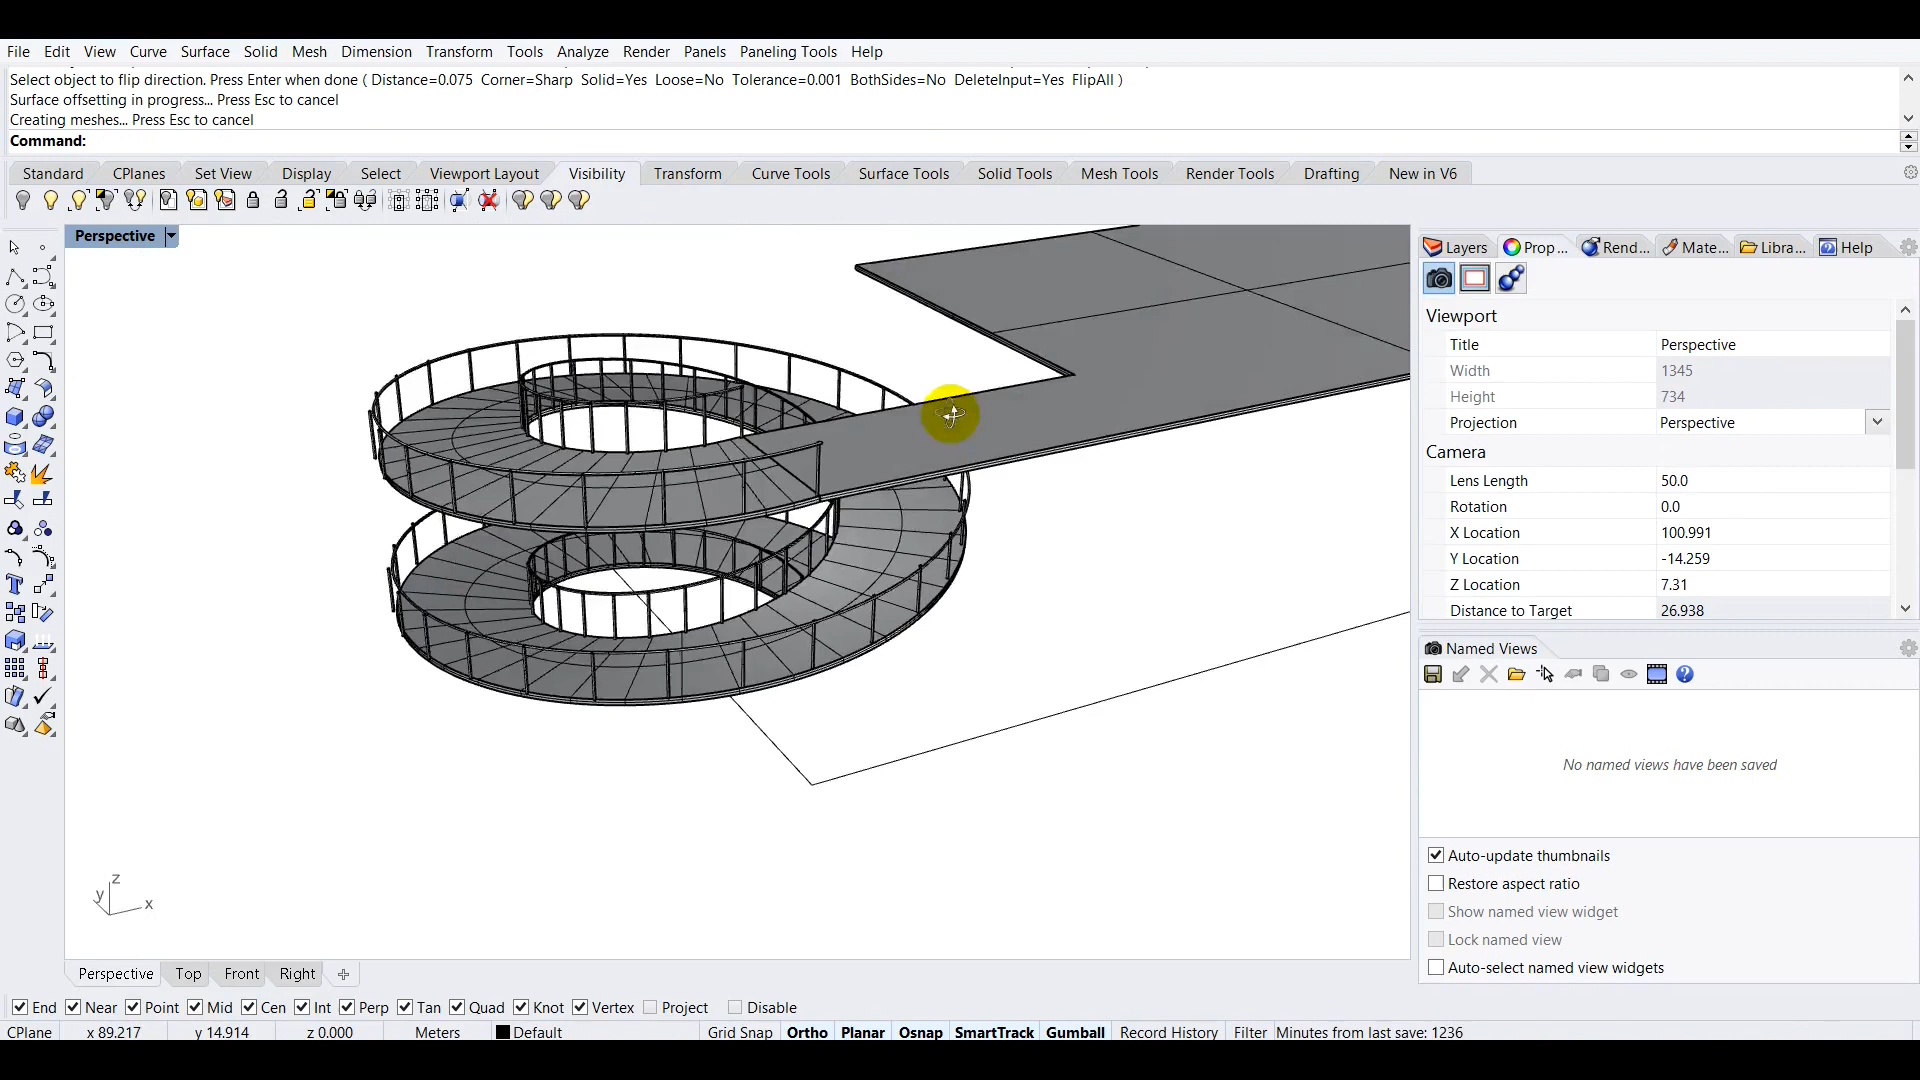 File Edit View Curve Surface Solid Mesh Dimension Transform Tools Analyze Render Panels Paneling Tools Help
Select object to flip direction. Press Enter when done ( Distance=0.075 Corner=Sharp Solid=Yes Loose=No Tolerance=0.001 BothSides=No DeleteInput=Yes FlipAll )
Surface offsetting in progress... Press Esc to cancel
Creating meshes... Press Esc to cancel
Command:
Standard CPlanes Set View Display Select Viewport Layout Visibility Transform Curve Tools Surface Tools Solid Tools Mesh Tools Render Tools Drafting New in V6
Perspective
Layers Prop... Rend... Mate... Libra... Help
Viewport
Title Perspective
Width 1345
Height 734
Projection Perspective
Camera
Lens Length 50.0
Rotation 0.0
X Location 100.991
Y Location -14.259
Z Location 7.31
Distance to Target 26.938
Named Views
No named views have been saved
Auto-update thumbnails
Restore aspect ratio
Show named view widget
Lock named view
Auto-select named view widgets
z
y
x
Perspective Top Front Right
End Near Point Mid Cen Int Perp Tan Quad Knot Vertex Project Disable
CPlane x 89.217 y 14.914 z 0.000 Meters Default Grid Snap Ortho Planar Osnap SmartTrack Gumball Record History Filter Minutes from last save: 1236